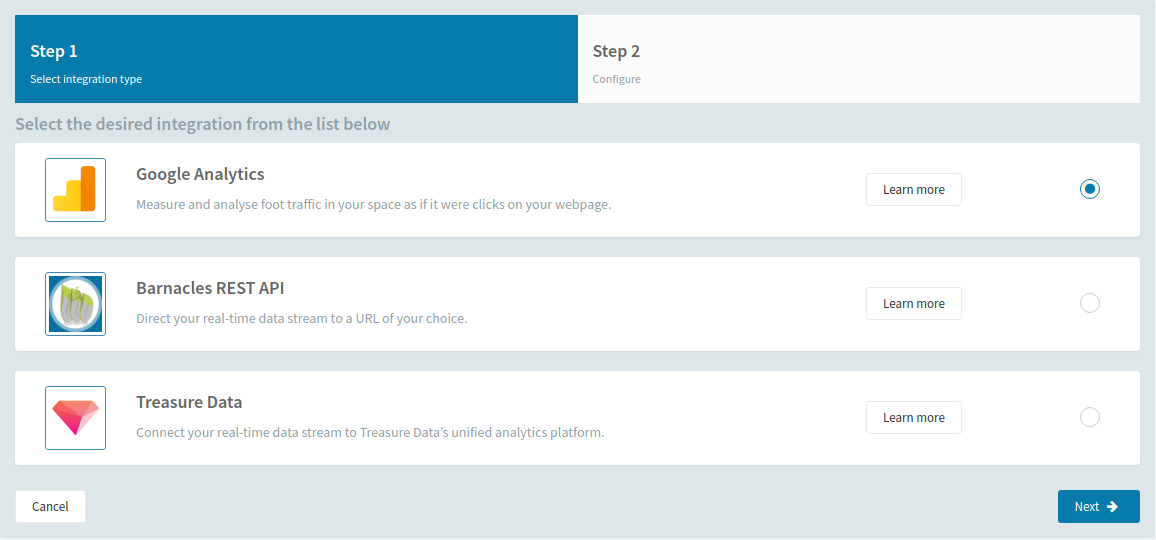 Step 1
Select integration type
Step 2
Configure
Select the desired integration from the list below
Google Analytics
Measure and analyse foot traffic in your space as if it were clicks on your webpage.
Learn more
Barnacles REST API
Direct your real-time data stream to a URL of your choice.
Learn more
Treasure Data
Connect your real-time data stream to Treasure Data's unified analytics platform.
Learn more
Cancel
Next